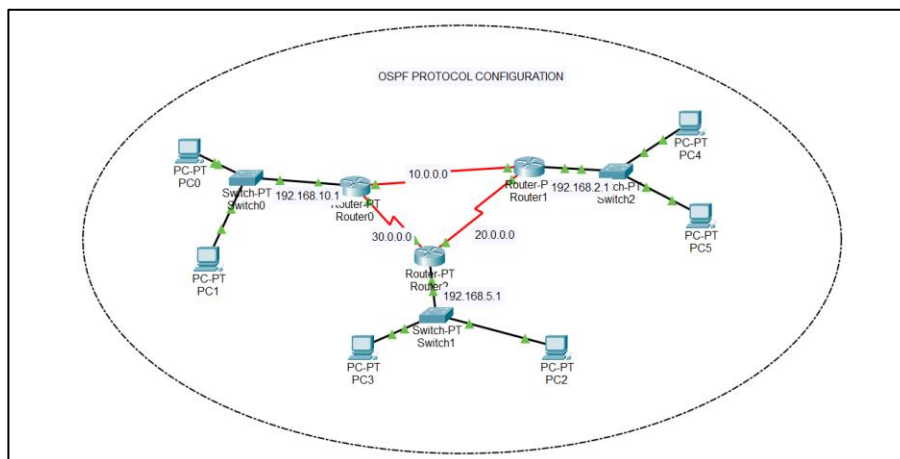 OSPF PROTOCOL CONFIGURATION
PC-PT
PC0
Switch-PT
Switch0
192.168.10.1
Router-PT
Router0
10.0.0.0
Router-P
Router1
192.168.2.1
tch-PT
Switch2
PC-PT
PC4
PC-PT
PC5
PC-PT
PC1
30.0.0.0
20.0.0.0
Router-PT
192.168.5.1
Switch-PT
Switch1
PC-PT
PC3
PC-PT
PC2